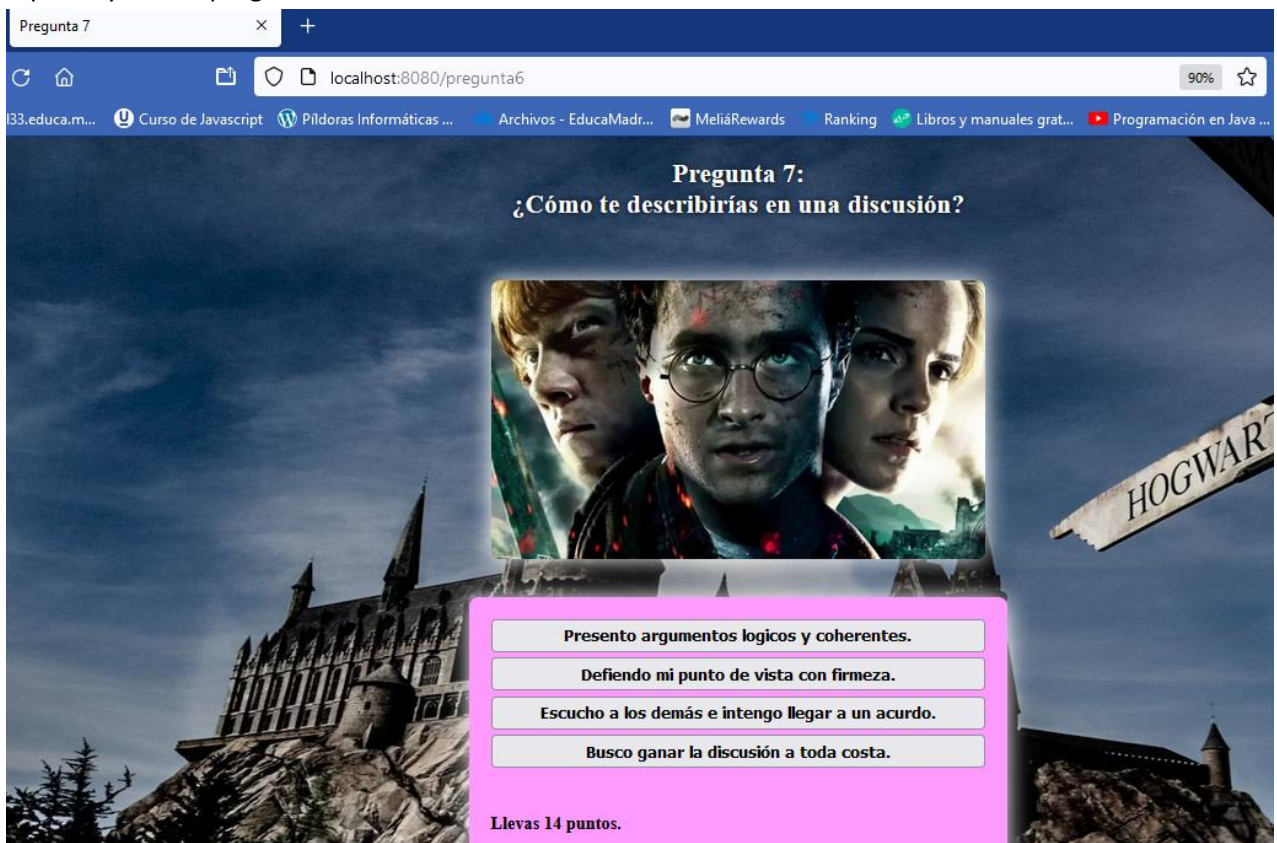 Pregunta 7
localhost:8080/pregunta6
90%
l33.educa.m...
Curso de Javascript
Píldoras Informáticas ...
Archivos - EducaMadr...
MeliáRewards
Ranking
Libros y manuales grat...
Programación en Java ...
Pregunta 7:
¿Cómo te describirías en una discusión?
HOGWART
Presento argumentos logicos y coherentes.
Defiendo mi punto de vista con firmeza.
Escucho a los demás e intengo llegar a un acurdo.
Busco ganar la discusión a toda costa.
Llevas 14 puntos.